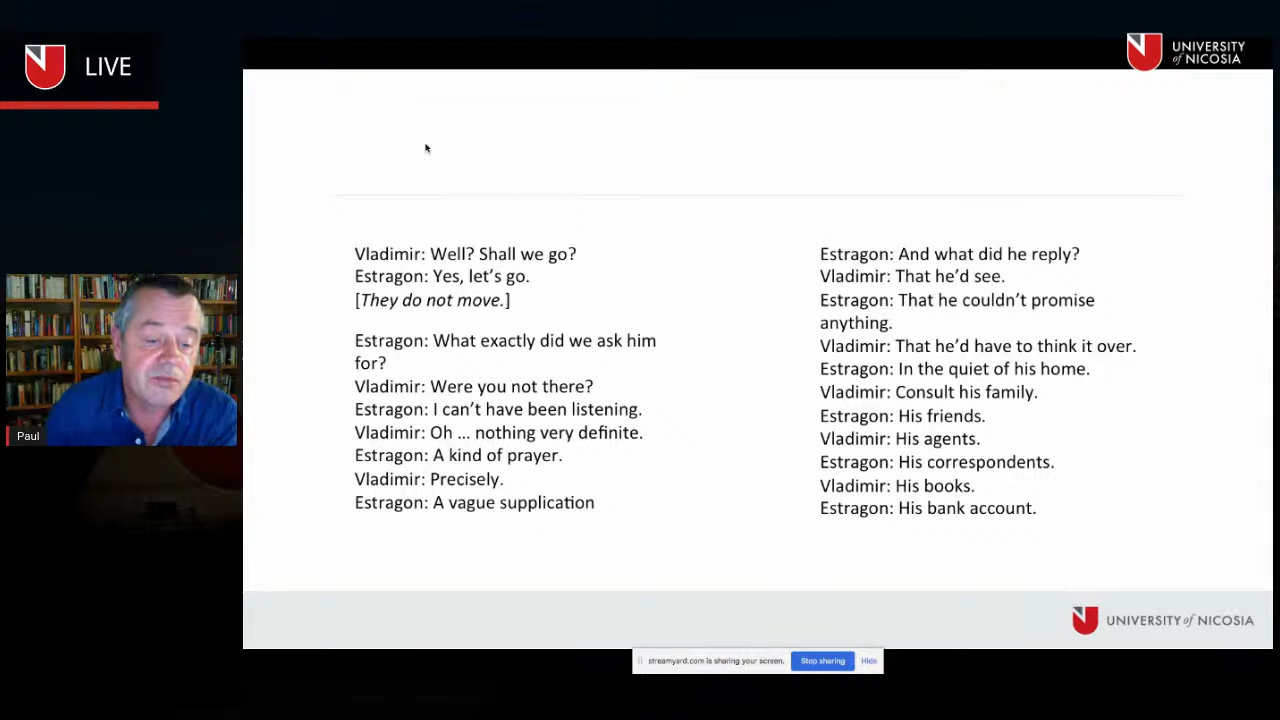 LIVE
UNIVERSITY
of NICOSIA
Vladimir: Well? Shall we go?
Estragon: Yes, let’s go.
[They do not move.]
Estragon: What exactly did we ask him
for?
Vladimir: Were you not there?
Estragon: I can’t have been listening.
Vladimir: Oh … nothing very definite.
Estragon: A kind of prayer.
Vladimir: Precisely.
Estragon: A vague supplication
Estragon: And what did he reply?
Vladimir: That he’d see.
Estragon: That he couldn’t promise
anything.
Vladimir: That he’d have to think it over.
Estragon: In the quiet of his home.
Vladimir: Consult his family.
Estragon: His friends.
Vladimir: His agents.
Estragon: His correspondents.
Vladimir: His books.
Estragon: His bank account.
Paul
UNIVERSITY of NICOSIA
streamyard.com is sharing your screen. Stop sharing Hide